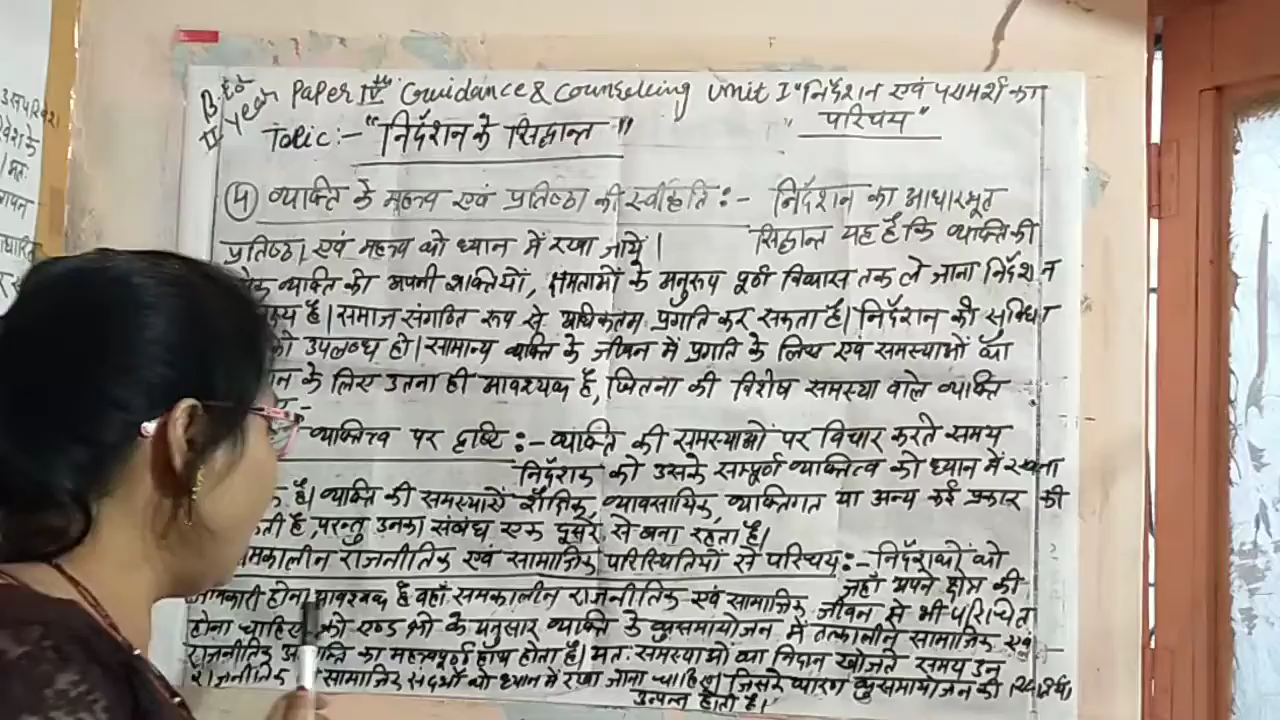 B.ed II year Paper IV th Guidance & Counseling Unit I "निर्देशन एवं परामर्श का
परिचय"
Topic:- "निर्देशन के सिद्धान्त"
④ व्यक्ति के महत्व एवं प्रतिष्ठा की स्वीकृति :- निर्देशन का आधारभूत
सिद्धान्त यह है कि व्यक्ति की
प्रतिष्ठा एवं महत्व को ध्यान में रखा जायें।
व्यक्ति को अपनी शक्तियों, क्षमताओं के अनुरूप पूर्ण विकास तक ले जाना निर्देशन
है। समाज संगठित रूप से अधिकतम प्रगति कर सकता है। निर्देशन की सुविधा
को उपलब्ध हो। सामान्य व्यक्ति के जीवन में प्रगति के लिए एवं समस्याओं का
के लिए उतना ही आवश्यक है, जितना की विशेष समस्या वाले व्यक्ति
व्यक्तित्व पर दृष्टि :- व्यक्ति की समस्याओं पर विचार करते समय
निर्देशक को उसके सम्पूर्ण व्यक्तित्व को ध्यान में रखना
है। व्यक्ति की समस्यायें शैक्षिक, व्यावसायिक, व्यक्तिगत या अन्य कई प्रकार की
है, परन्तु उनका संबंध एक दूसरे से बना रहता है।
समकालीन राजनीतिक एवं सामाजिक परिस्थितियों से परिचय :- निर्देशकों को
जहाँ अपने क्षेत्र की
जानकारी होना आवश्यक है वहाँ समकालीन राजनीतिक एवं सामाजिक जीवन से भी परिचित
होना चाहिए को एण्ड को के अनुसार व्यक्ति के कुसमायोजन में तत्कालीन सामाजिक एवं
राजनीतिक का महत्वपूर्ण हाँथ होता है। अतः समस्याओं का निदान खोजते समय उन
राजनीतिक सामाजिक संदर्भों को ध्यान में रखा जाना चाहिए। जिसके कारण कुसमायोजन की
उत्पन्न होती है।